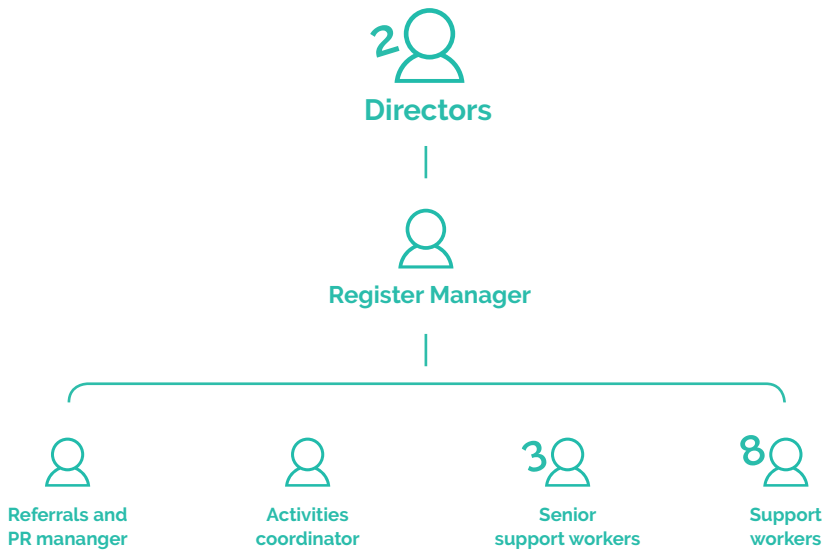 2
Directors
Register Manager
3
8
Referrals and
PR mananger
Activities
coordinator
Senior
support workers
Support
workers